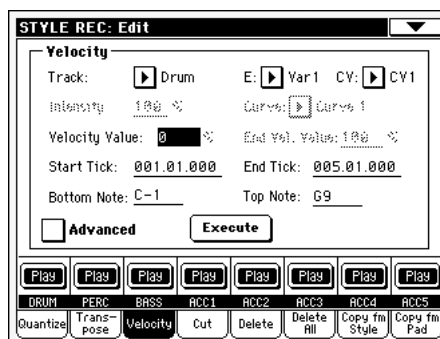 STYLE REC: Edit
Velocity
Track: Drum E: Var1 CV: CV1
Intensity 100 % Curve: Curve 1
Velocity Value: 0 % End Vel. Value: 100 %
Start Tick: 001.01.000 End Tick: 005.01.000
Bottom Note: C-1 Top Note: G9
Advanced Execute
Play Play Play Play Play Play Play Play
DRUM PERC BASS ACC1 ACC2 ACC3 ACC4 ACC5
Quantize Trans-pose Velocity Cut Delete Delete All Copy fm Style Copy fm Pad